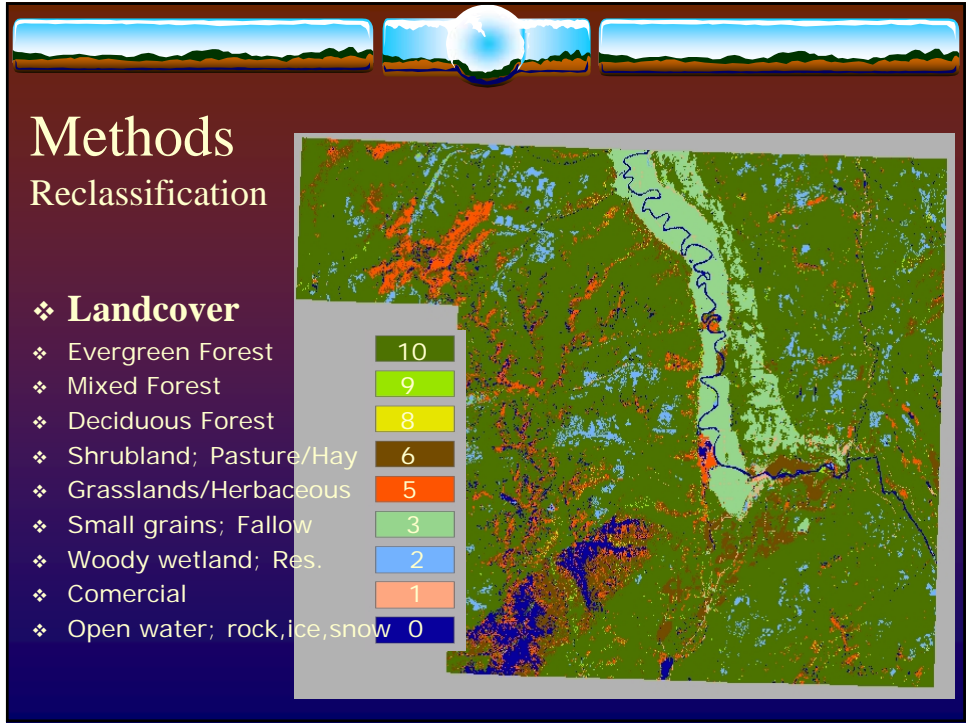 Methods
Reclassification
❖ Landcover
❖ Evergreen Forest 10
❖ Mixed Forest 9
❖ Deciduous Forest 8
❖ Shrubland; Pasture/Hay 6
❖ Grasslands/Herbaceous 5
❖ Small grains; Fallow 3
❖ Woody wetland; Res. 2
❖ Comercial 1
❖ Open water; rock,ice,snow 0